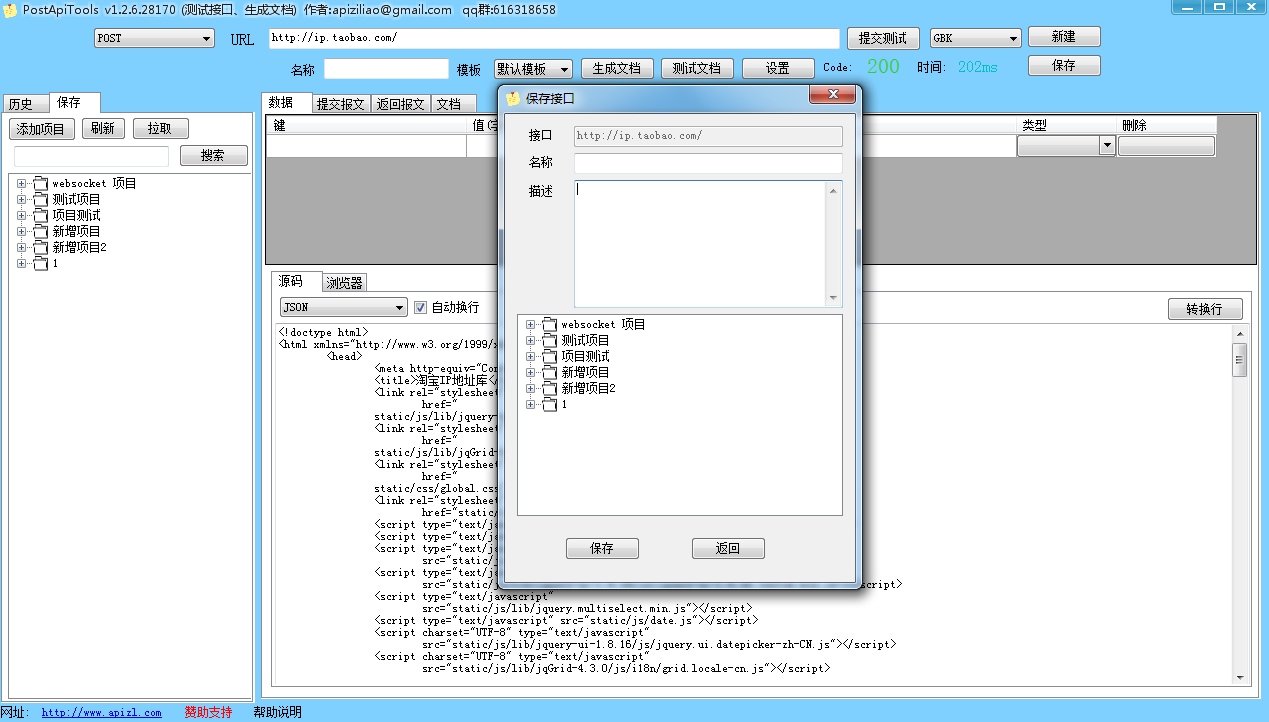 PostApiTools v1.2.6.28170 (测试接口、生成文档) 作者:apiziliao@gmail.com qq群:616318658
POST URL http://ip.taobao.com/ 提交测试 GBK 新建
名称 模板 默认模板 生成文档 测试文档 设置 Code: 200 时间: 202ms 保存
历史 保存
添加项目 刷新 拉取
搜索
websocket 项目
测试项目
项目测试
新增项目
新增项目2
1
数据 提交报文 返回报文 文档
键 值(字 类型 删除
源码 浏览器
JSON 自动换行 转换行
<!doctype html>
<html xmlns="http://www.w3.org/1999/x
<head>
<meta http-equiv="Con
<title>淘宝IP地址库</
<link rel="stylesheet
href="
static/js/lib/jquery-
<link rel="stylesheet
href="
static/js/lib/jqGrid-
<link rel="stylesheet
href="
static/css/global.css
<link rel="stylesheet
href="stati
<script type="text/ja
<script type="text/ja
<script type="text/ja
src="static
<script type="text/ja
src="static/j script>
<script type="text/javascript"
src="static/js/lib/jquery.multiselect.min.js"></script>
<script type="text/javascript" src="static/js/date.js"></script>
<script charset="UTF-8" type="text/javascript"
src="static/js/lib/jquery-ui-1.8.16/js/jquery.ui.datepicker-zh-CN.js"></script>
<script charset="UTF-8" type="text/javascript"
src="static/js/lib/jqGrid-4.3.0/js/i18n/grid.locale-cn.js"></script>
保存接口
接口 http://ip.taobao.com/
名称
描述
websocket 项目
测试项目
项目测试
新增项目
新增项目2
1
保存 返回
网址: http://www.apizl.com 赞助支持 帮助说明